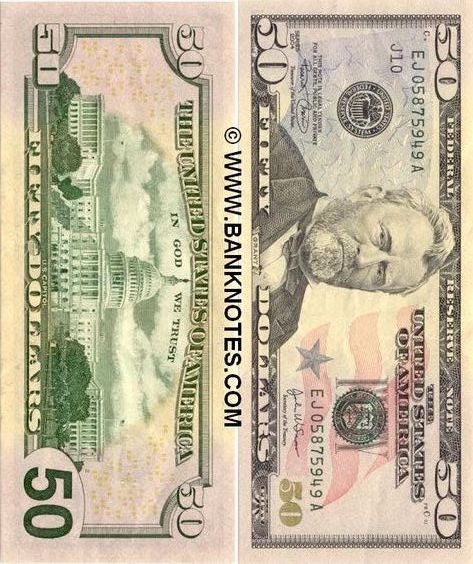 50
50
THE UNITED STATES OF AMERICA
IN GOD WE TRUST
U.S. CAPITOL
FIFTY DOLLARS
50
50
© WWW.BANKNOTES.COM
50
FEDERAL RESERVE NOTE
50
EJ05875949A
J10
THE
UNITED STATES
OF AMERICA
THIS NOTE IS LEGAL TENDER
FOR ALL DEBTS, PUBLIC AND PRIVATE
Treasurer of the United States
SERIES
2004
EJ05875949A
Secretary of the Treasury
GRANT
50
FIFTY DOLLARS
50